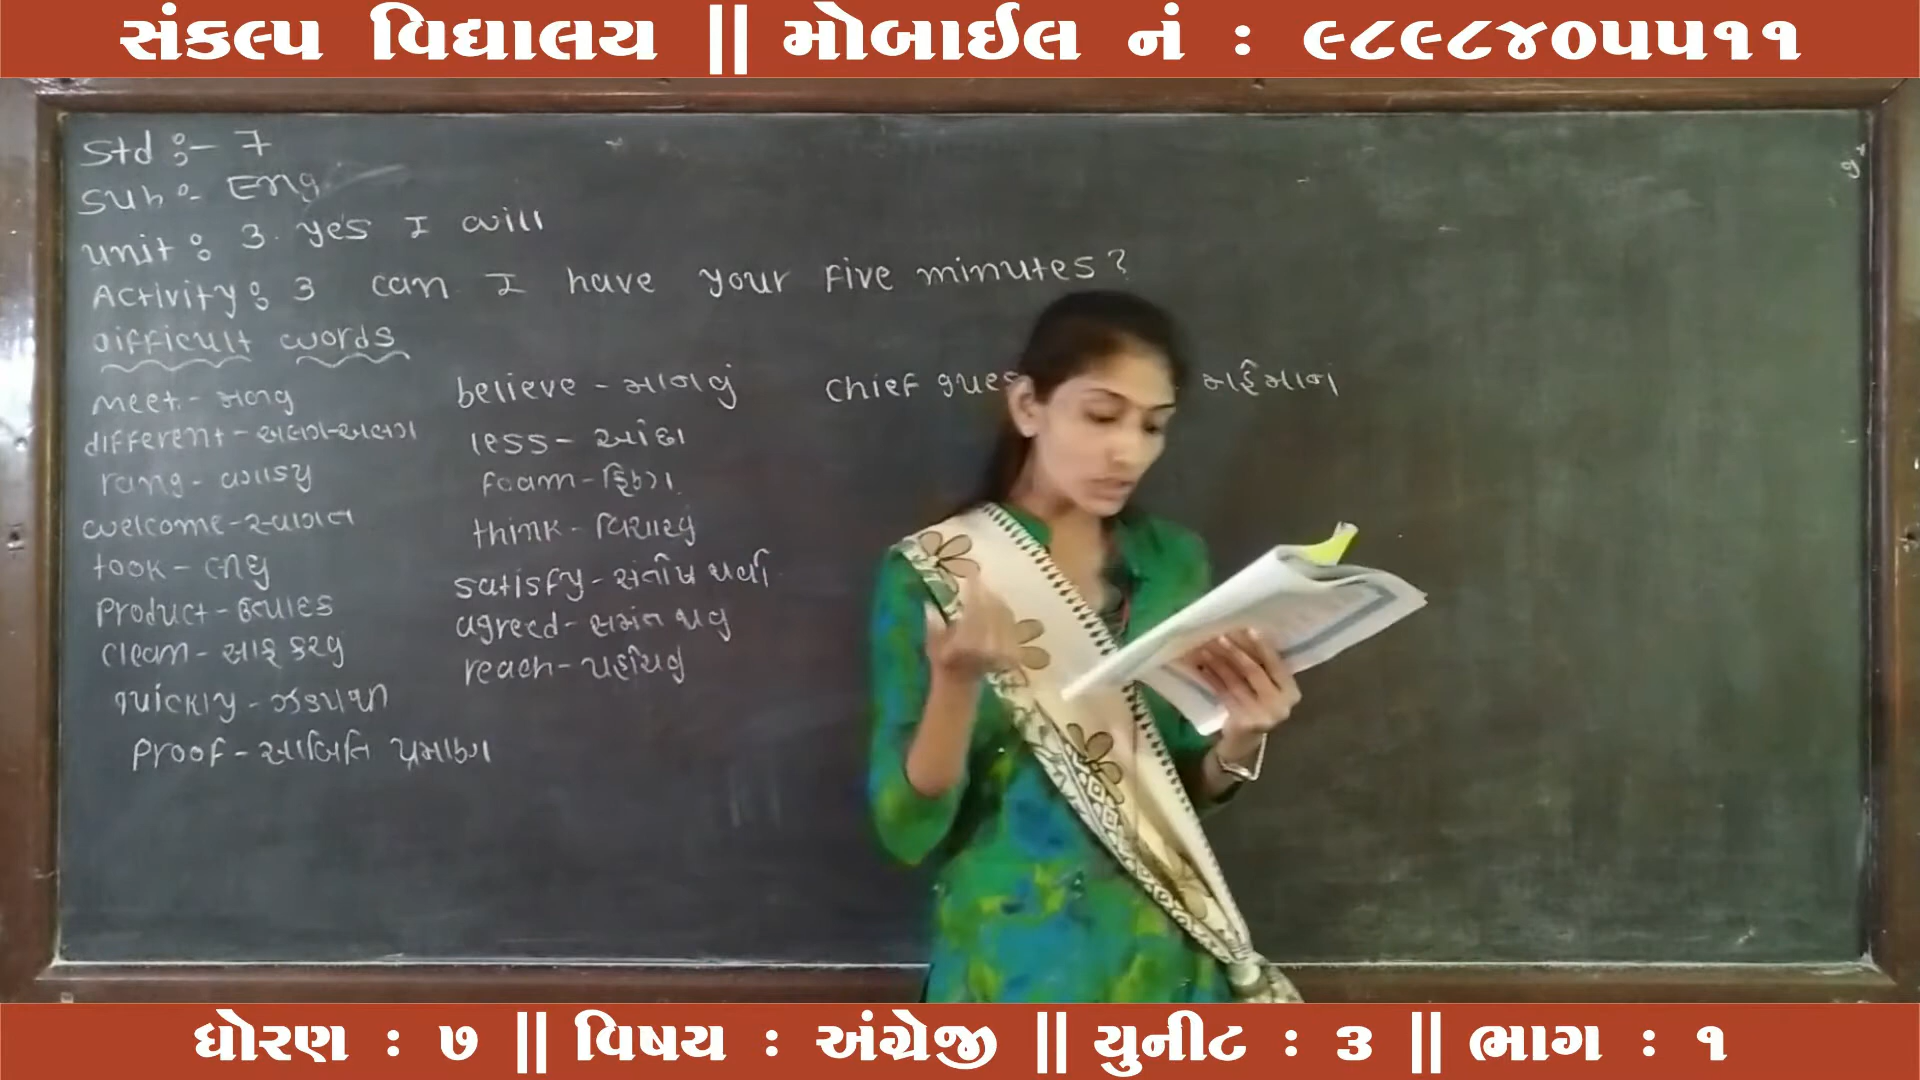 સંકલ્પ વિદ્યાલય || મોબાઈલ નં : ૯૮૯૮૪૦૫૫૧૧
Std :- 7
Sub :- Eng
unit : 3. yes I will
Activity : 3 can I have your five minutes?
Difficult words
meet - મળવુ
different - અલગ-અલગ
rang - વગાડ્યુ
welcome - સ્વાગત
took - લીધુ
Product - ઉત્પાદક
clean - સાફ કરવુ
quickly - ઝડપથી
proof - સાબિતિ પ્રમાણ
believe - માનવું
less - ઓછા
foam - ફિણ
think - વિચારવું
satisfy - સંતોષ થવો
agreed - સમંત થવુ
reach - પહોંચવું
chief gues મહેમાન
ધોરણ : ૭ || વિષય : અંગ્રેજી || યુનીટ : ૩ || ભાગ : ૧